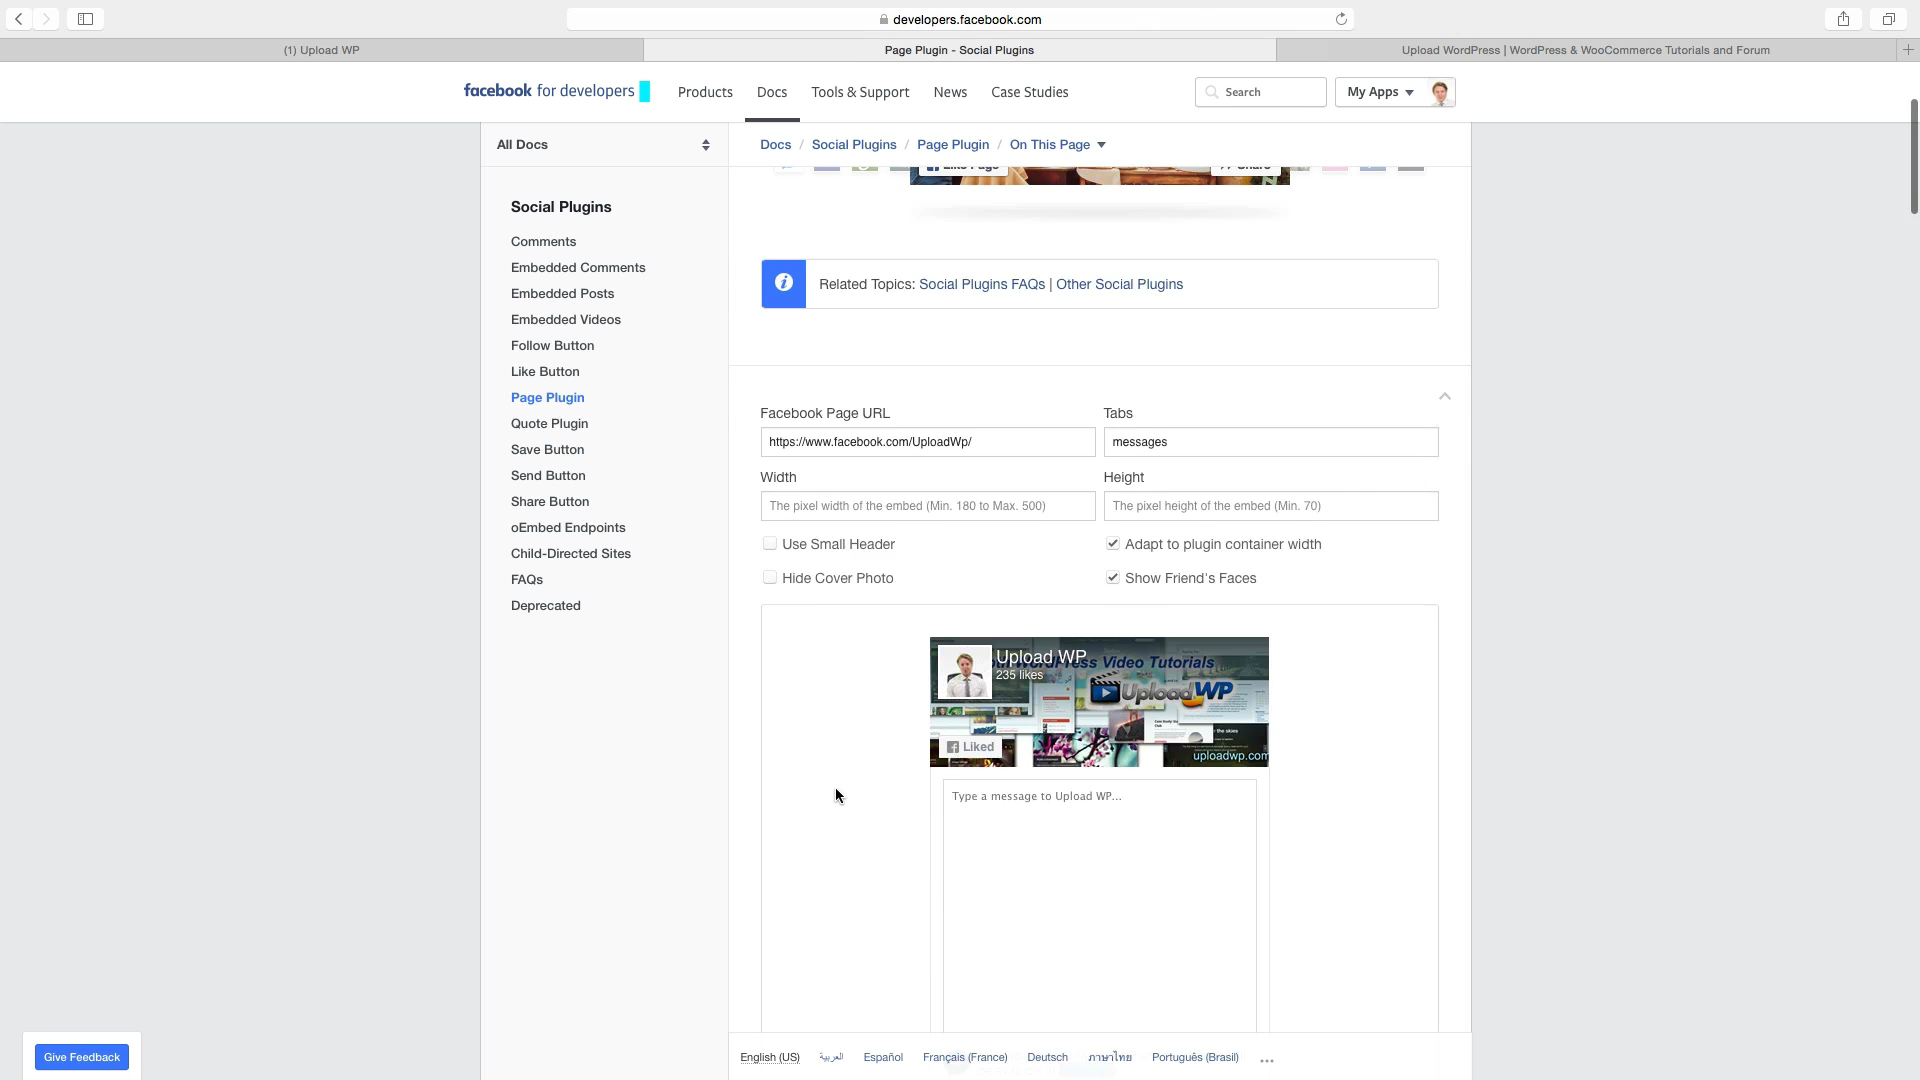 developers.facebook.com
(1) Upload WP
Page Plugin - Social Plugins
Upload WordPress | WordPress & WooCommerce Tutorials and Forum
facebook for developers
Products
Docs
Tools & Support
News
Case Studies
Search
My Apps
All Docs
Docs / Social Plugins / Page Plugin / On This Page
Social Plugins
Comments
Embedded Comments
Embedded Posts
Embedded Videos
Follow Button
Like Button
Page Plugin
Quote Plugin
Save Button
Send Button
Share Button
oEmbed Endpoints
Child-Directed Sites
FAQs
Deprecated
Related Topics: Social Plugins FAQs | Other Social Plugins
Facebook Page URL
Tabs
https://www.facebook.com/UploadWp/
messages
Width
Height
The pixel width of the embed (Min. 180 to Max. 500)
The pixel height of the embed (Min. 70)
Use Small Header
Adapt to plugin container width
Hide Cover Photo
Show Friend's Faces
Upload WP
WordPress Video Tutorials
235 likes
UploadWP
Liked
uploadwp.com
Type a message to Upload WP...
Give Feedback
English (US)
العربية
Español
Français (France)
Deutsch
ภาษาไทย
Português (Brasil)